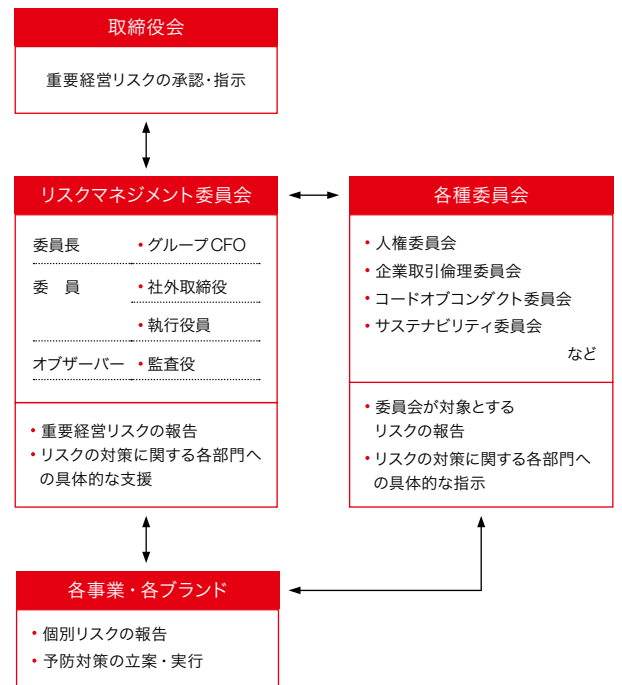 取締役会
重要経営リスクの承認・指示
リスクマネジメント委員会
委員長 ・グループCFO
委　員 ・社外取締役
・執行役員
オブザーバー ・監査役
・重要経営リスクの報告
・リスクの対策に関する各部門へ
の具体的な支援
各種委員会
・人権委員会
・企業取引倫理委員会
・コードオブコンダクト委員会
・サステナビリティ委員会
など
・委員会が対象とする
リスクの報告
・リスクの対策に関する各部門へ
の具体的な指示
各事業・各ブランド
・個別リスクの報告
・予防対策の立案・実行